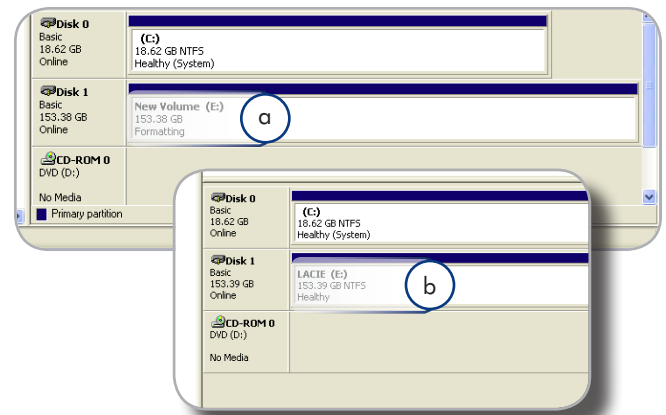 Disk 0
Basic
18.62 GB
Online
(C:)
18.62 GB NTFS
Healthy (System)
Disk 1
Basic
153.38 GB
Online
New Volume (E:)
153.38 GB
Formatting
a
CD-ROM 0
DVD (D:)
No Media
Primary partition
Disk 0
Basic
18.62 GB
Online
(C:)
18.62 GB NTFS
Healthy (System)
Disk 1
Basic
153.39 GB
Online
LACIE (E:)
153.39 GB NTFS
Healthy
b
CD-ROM 0
DVD (D:)
No Media